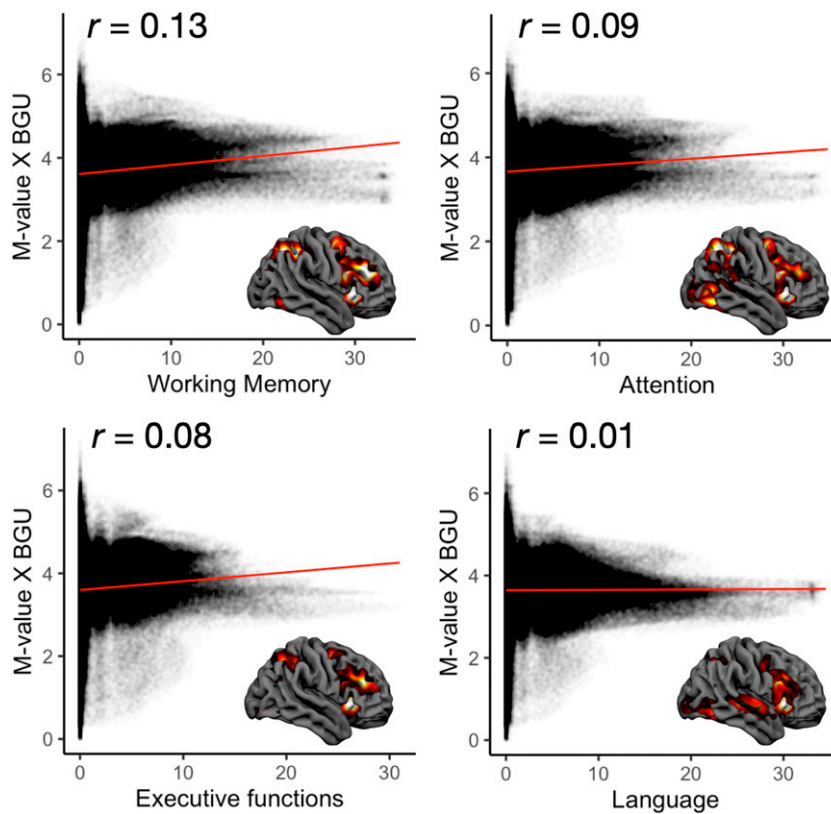 r = 0.13
M-value X BGU
6
4
2
0
0 10 20 30
Working Memory
r = 0.09
M-value X BGU
6
4
2
0
0 10 20 30
Attention
r = 0.08
M-value X BGU
6
4
2
0
0 10 20 30
Executive functions
r = 0.01
M-value X BGU
6
4
2
0
0 10 20 30
Language